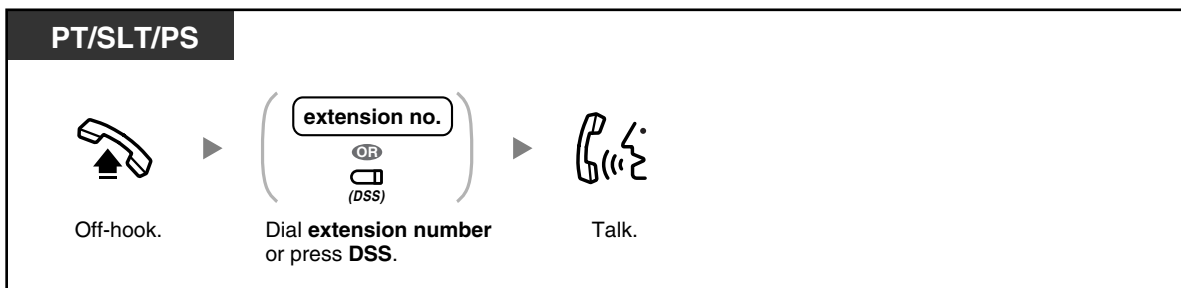 PT/SLT/PS
extension no.
OR
(DSS)
Off-hook.
Dial extension number
or press DSS.
Talk.